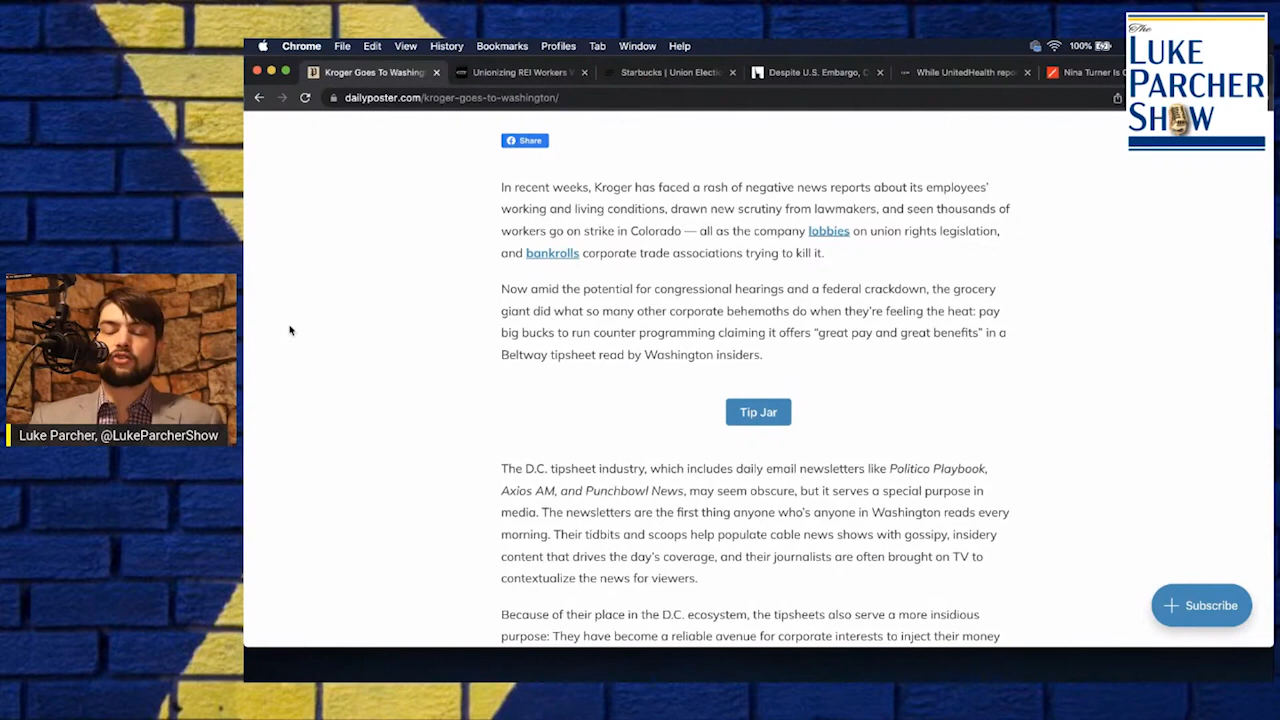 Chrome File Edit View History Bookmarks Profiles Tab Window Help 100%
Kroger Goes To Washing Unionizing REI Workers Starbucks | Union Electi Despite U.S. Embargo, C While UnitedHealth repo Nina Turner Is
dailyposter.com/kroger-goes-to-washington/
The
LUKE
PARCHER
SHOW
Share
In recent weeks, Kroger has faced a rash of negative news reports about its employees’
working and living conditions, drawn new scrutiny from lawmakers, and seen thousands of
workers go on strike in Colorado — all as the company lobbies on union rights legislation,
and bankrolls corporate trade associations trying to kill it.
Now amid the potential for congressional hearings and a federal crackdown, the grocery
giant did what so many other corporate behemoths do when they’re feeling the heat: pay
big bucks to run counter programming claiming it offers “great pay and great benefits” in a
Beltway tipsheet read by Washington insiders.
Tip Jar
The D.C. tipsheet industry, which includes daily email newsletters like Politico Playbook,
Axios AM, and Punchbowl News, may seem obscure, but it serves a special purpose in
media. The newsletters are the first thing anyone who’s anyone in Washington reads every
morning. Their tidbits and scoops help populate cable news shows with gossipy, insidery
content that drives the day’s coverage, and their journalists are often brought on TV to
contextualize the news for viewers.
Because of their place in the D.C. ecosystem, the tipsheets also serve a more insidious
purpose: They have become a reliable avenue for corporate interests to inject their money
Subscribe
Luke Parcher, @LukeParcherShow